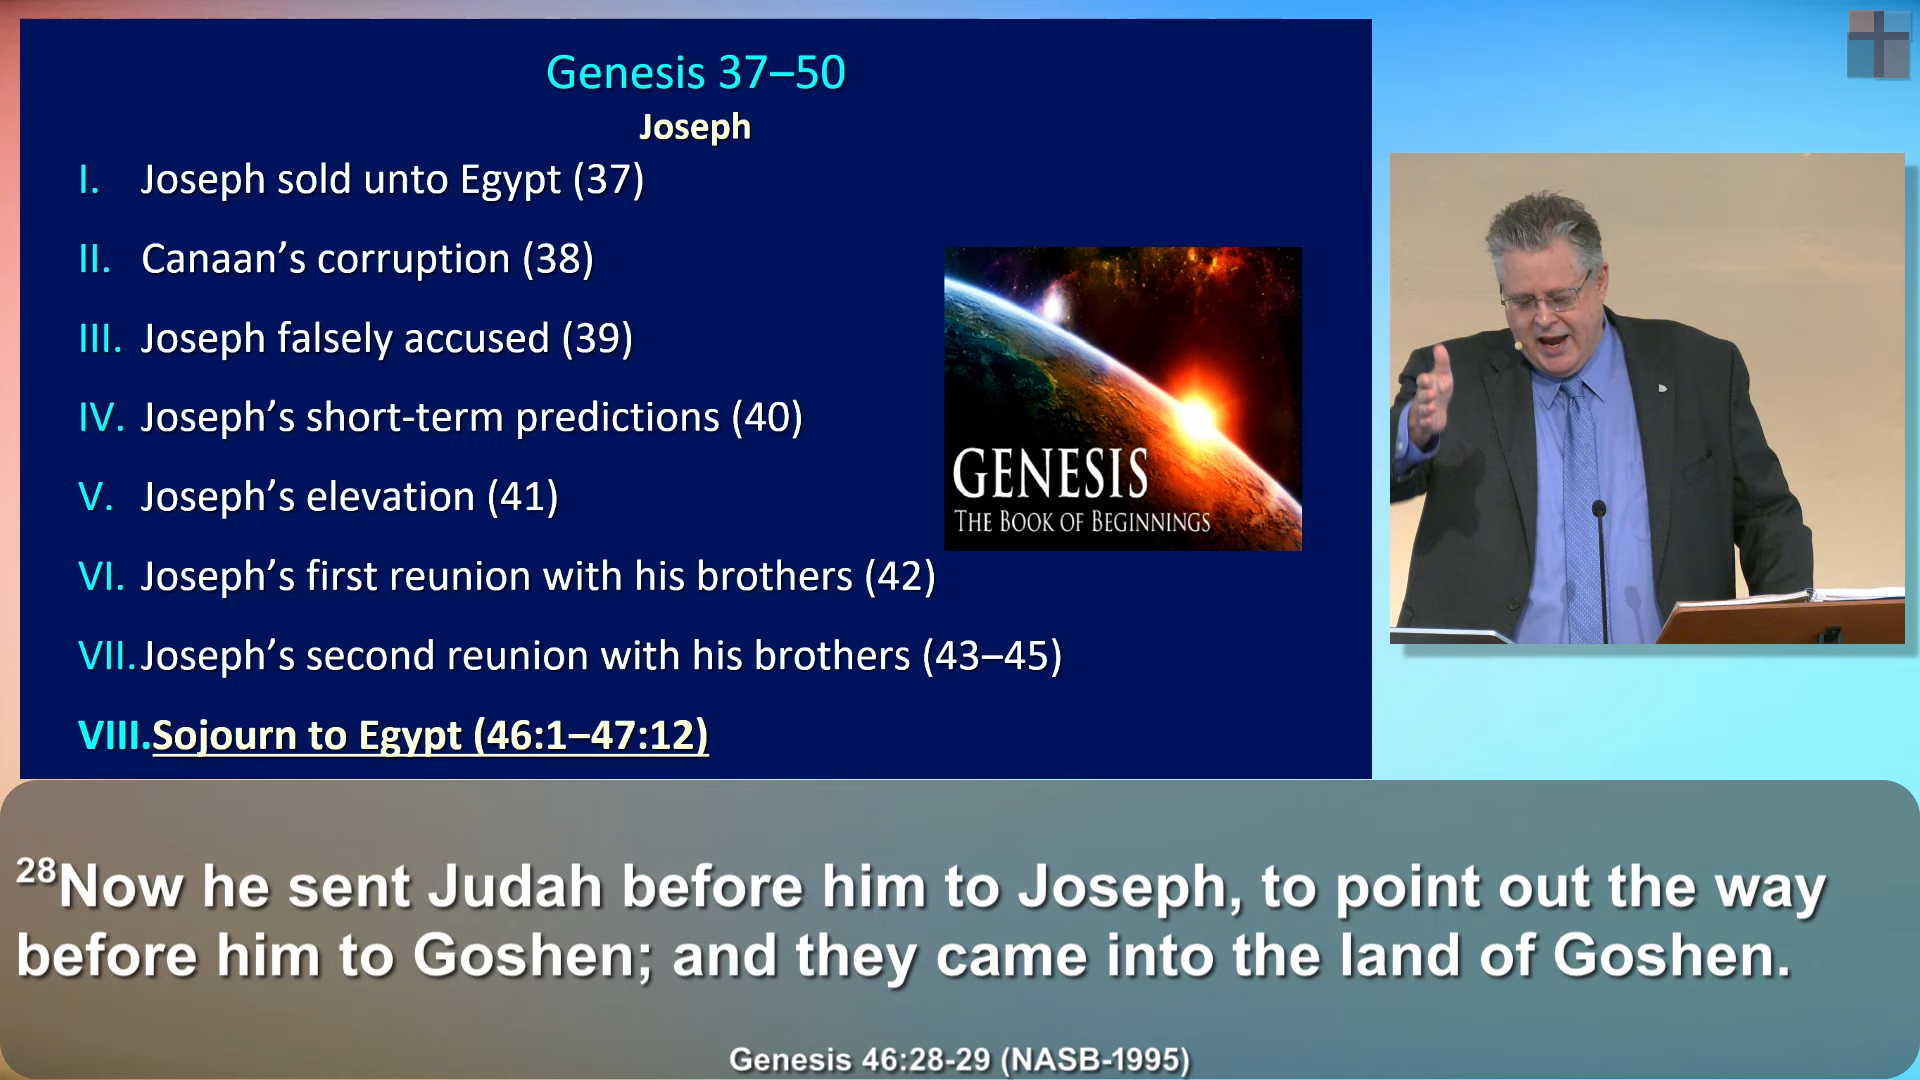 Genesis 37–50
Joseph
I. Joseph sold unto Egypt (37)
II. Canaan’s corruption (38)
III. Joseph falsely accused (39)
IV. Joseph’s short-term predictions (40)
V. Joseph’s elevation (41)
VI. Joseph’s first reunion with his brothers (42)
VII. Joseph’s second reunion with his brothers (43–45)
VIII. Sojourn to Egypt (46:1–47:12)
GENESIS
THE BOOK OF BEGINNINGS
28Now he sent Judah before him to Joseph, to point out the way
before him to Goshen; and they came into the land of Goshen.
Genesis 46:28-29 (NASB-1995)